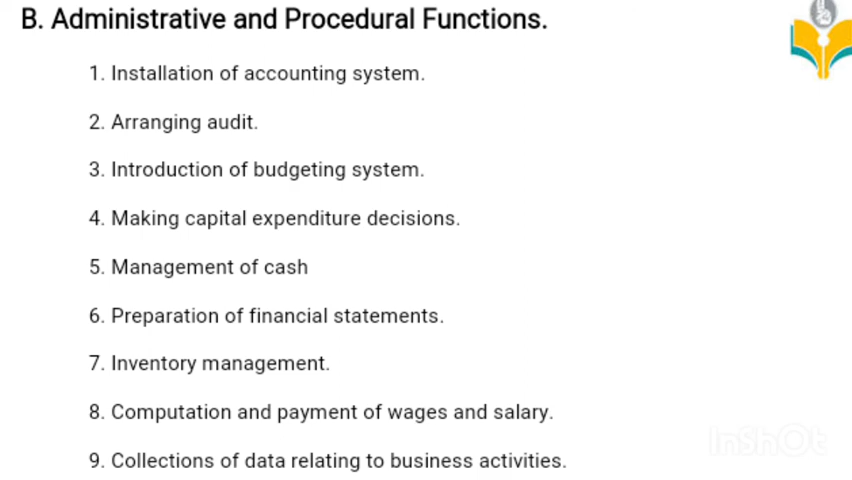 B. Administrative and Procedural Functions.
1. Installation of accounting system.
2. Arranging audit.
3. Introduction of budgeting system.
4. Making capital expenditure decisions.
5. Management of cash
6. Preparation of financial statements.
7. Inventory management.
8. Computation and payment of wages and salary.
9. Collections of data relating to business activities.
InShOt